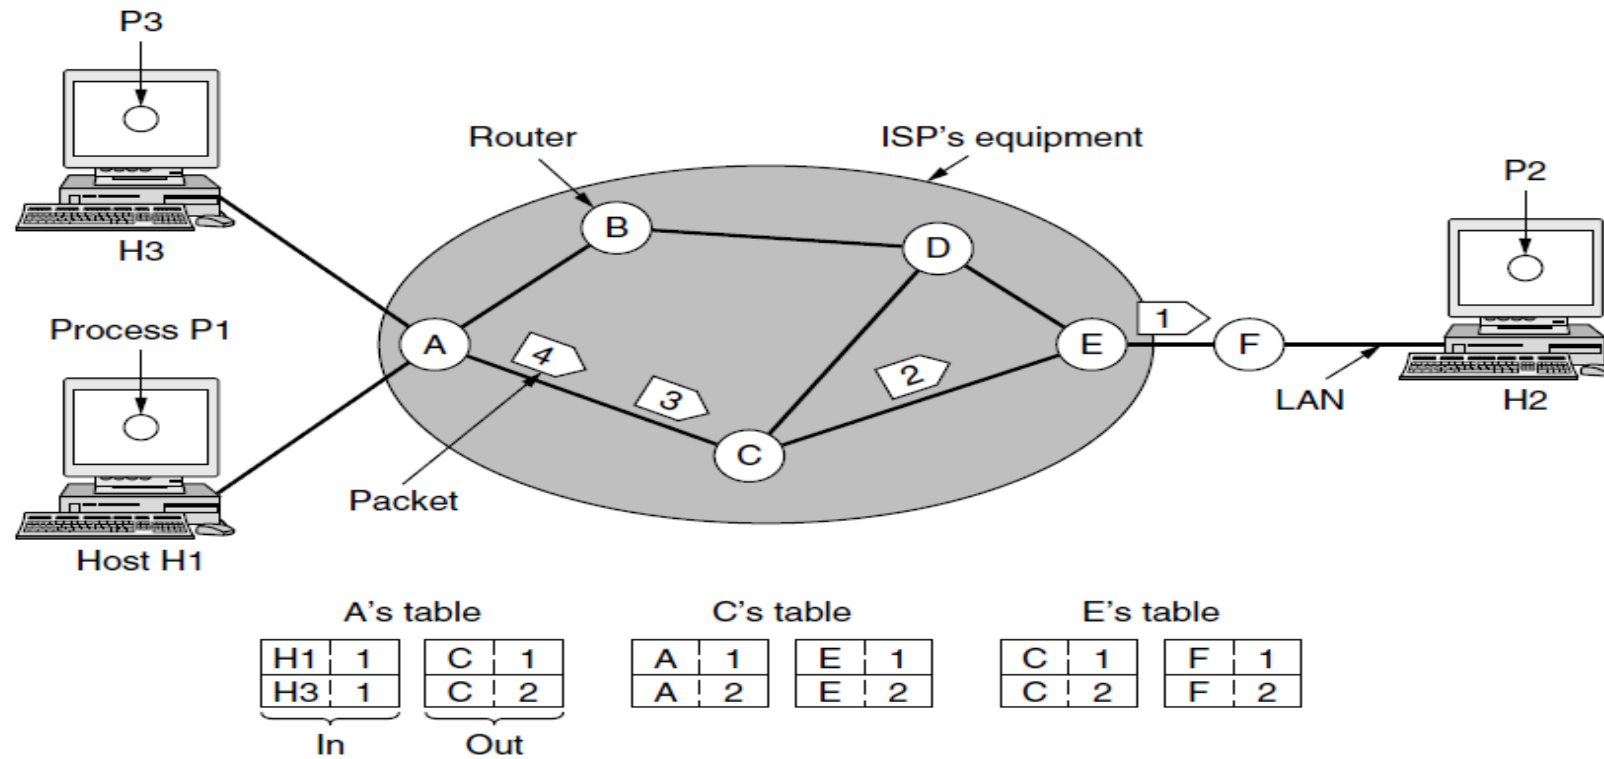 P3
Router
ISP's equipment
P2
B
D
H3
Process P1
A
4
3
2
E
1
F
C
LAN
H2
Packet
Host H1
A's table
C's table
E's table
H1 1 C 1 A 1 E 1 C 1 F 1
H3 1 C 2 A 2 E 2 C 2 F 2
In Out